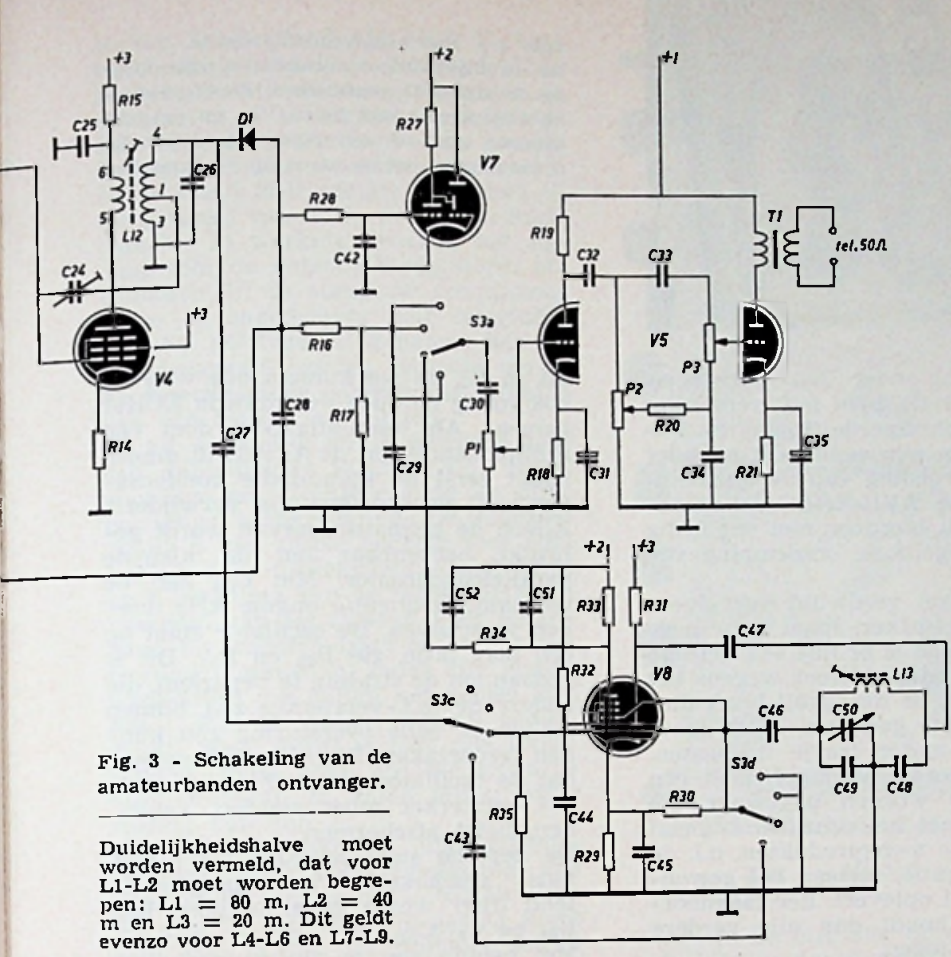 +3
+2
+1
R15
C25
4
D1
R27
V7
6
1
C26
5
3
L12
R28
C42
R19
C32
C33
T1
tel. 50Ω
C24
+3
V4
R16
S3a
V5
P3
R14
C27
C28
R17
C29
C30
P1
R18
C31
P2
R20
C34
R21
C35
+2
+3
C52
C51
R33
R31
C47
R34
R32
V8
L13
S3c
C46
C50
S3d
C49
C48
R35
C44
R30
C43
R29
C45
Fig. 3 - Schakeling van de
amateurbanden ontvanger.
Duidelijkheidshalve moet
worden vermeld, dat voor
L1-L2 moet worden begre-
pen: L1 = 80 m, L2 = 40
m en L3 = 20 m. Dit geldt
evenzo voor L4-L6 en L7-L9.